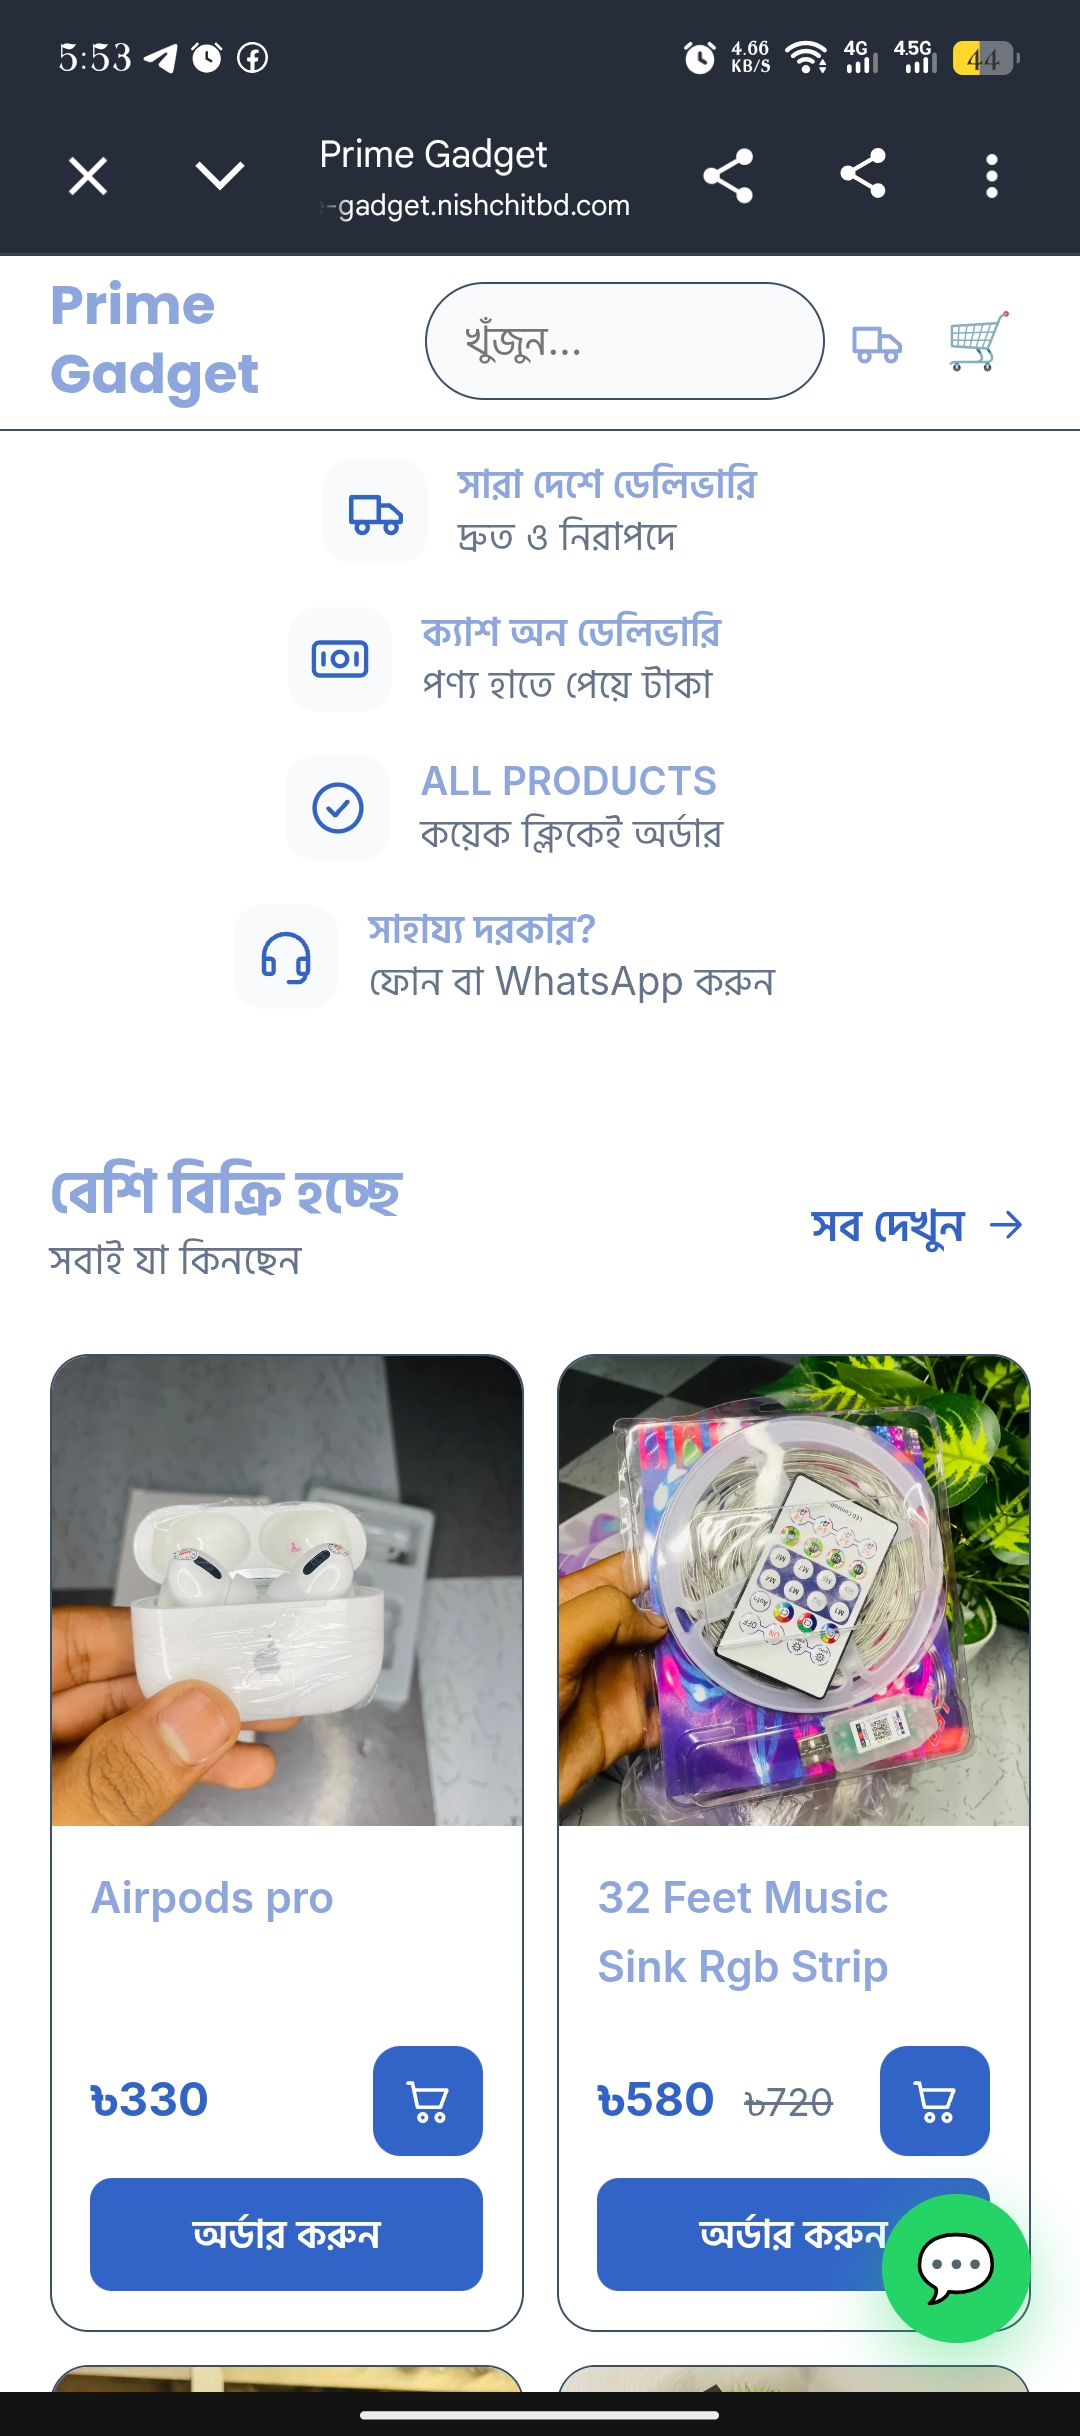 5:53
4.66 KB/S 4G 4.5G 44
Prime Gadget
-gadget.nishchitbd.com
Prime
Gadget
খুঁজুন...
সারা দেশে ডেলিভারি
দ্রুত ও নিরাপদে
ক্যাশ অন ডেলিভারি
পণ্য হাতে পেয়ে টাকা
ALL PRODUCTS
কয়েক ক্লিকেই অর্ডার
সাহায্য দরকার?
ফোন বা WhatsApp করুন
বেশি বিক্রি হচ্ছে
সবাই যা কিনছেন
সব দেখুন →
Airpods pro
৳330
অর্ডার করুন
32 Feet Music
Sink Rgb Strip
৳580 ৳720
অর্ডার করুন